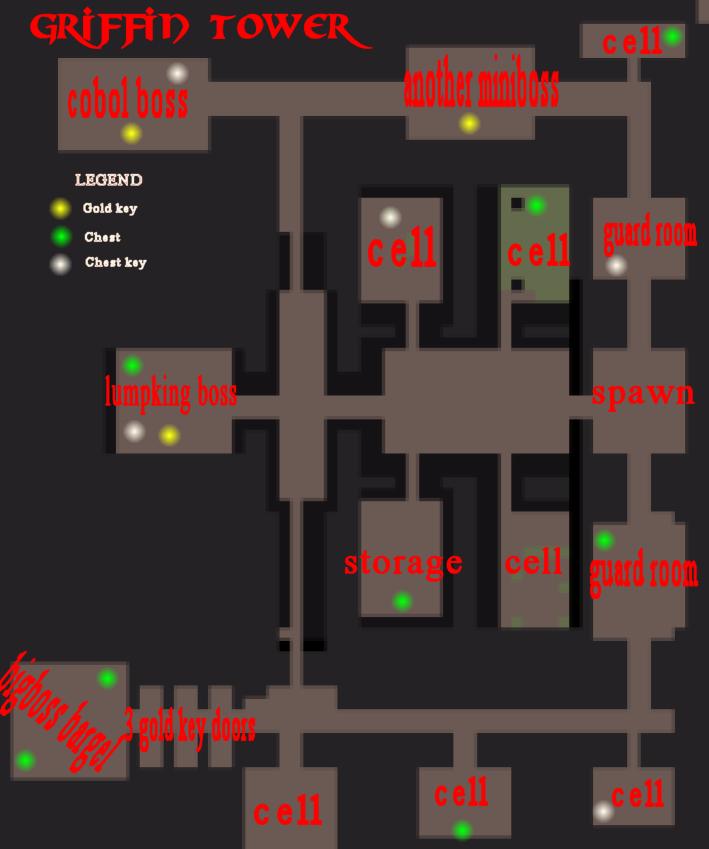 GRIFFIN TOWER
cell
cobol boss
another miniboss
LEGEND
Gold key
Chest
Chest key
cell
cell
guard room
lumpking boss
spawn
storage
cell
guard room
bigboss bagel
3 gold key doors
cell
cell
cell